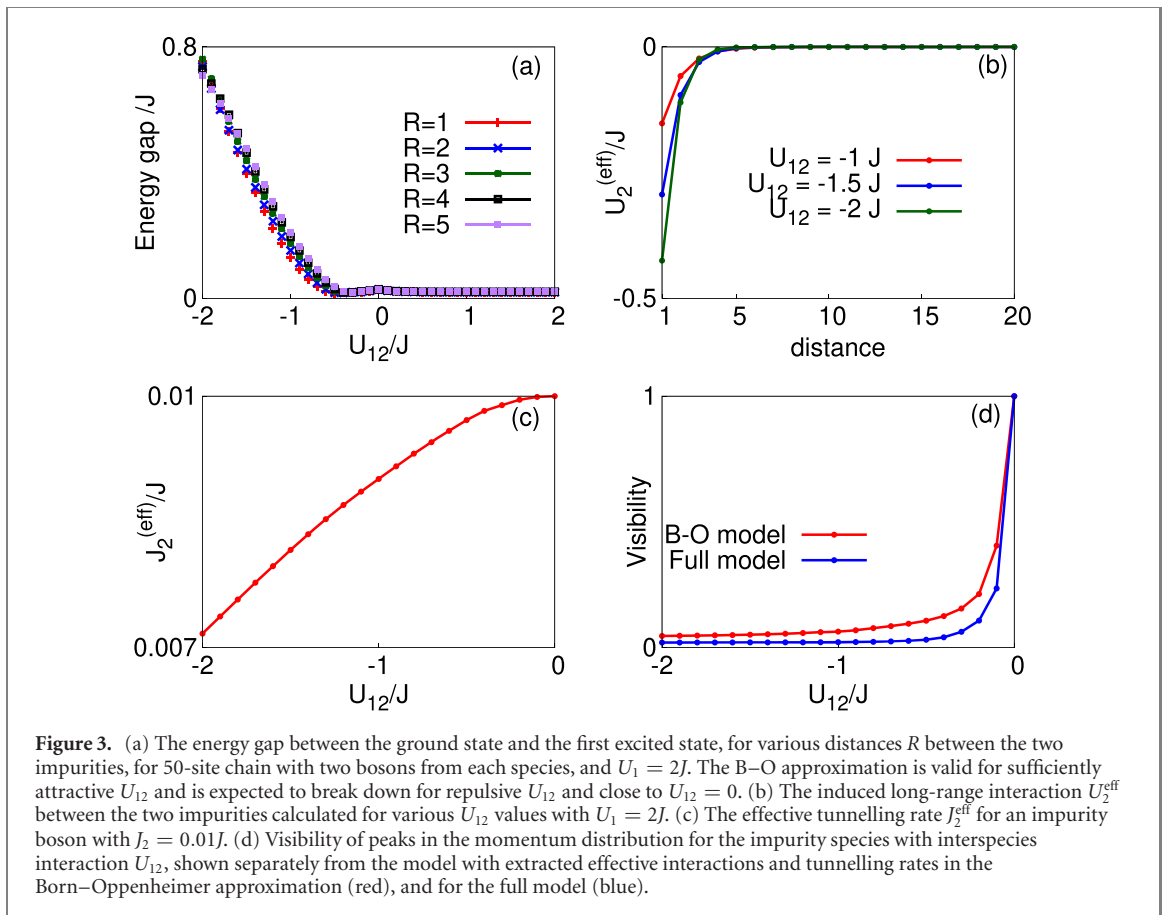 0.8
(a)
Energy gap /J
R=1
R=2
R=3
R=4
R=5
0
-2
-1
0
1
2
U₁₂/J
0
(b)
U₂⁽ᵉᶠᶠ⁾/J
U₁₂ = -1 J
U₁₂ = -1.5 J
U₁₂ = -2 J
-0.5
1
5
10
15
20
distance
0.01
(c)
J₂⁽ᵉᶠᶠ⁾/J
0.007
-2
-1
0
U₁₂/J
1
(d)
Visibility
B-O model
Full model
0
-2
-1
0
U₁₂/J
Figure 3. (a) The energy gap between the ground state and the first excited state, for various distances R between the two
impurities, for 50-site chain with two bosons from each species, and U₁ = 2J. The B–O approximation is valid for sufficiently
attractive U₁₂ and is expected to break down for repulsive U₁₂ and close to U₁₂ = 0. (b) The induced long-range interaction U₂ᵉᶠᶠ
between the two impurities calculated for various U₁₂ values with U₁ = 2J. (c) The effective tunnelling rate J₂ᵉᶠᶠ for an impurity
boson with J₂ = 0.01J. (d) Visibility of peaks in the momentum distribution for the impurity species with interspecies
interaction U₁₂, shown separately from the model with extracted effective interactions and tunnelling rates in the
Born–Oppenheimer approximation (red), and for the full model (blue).